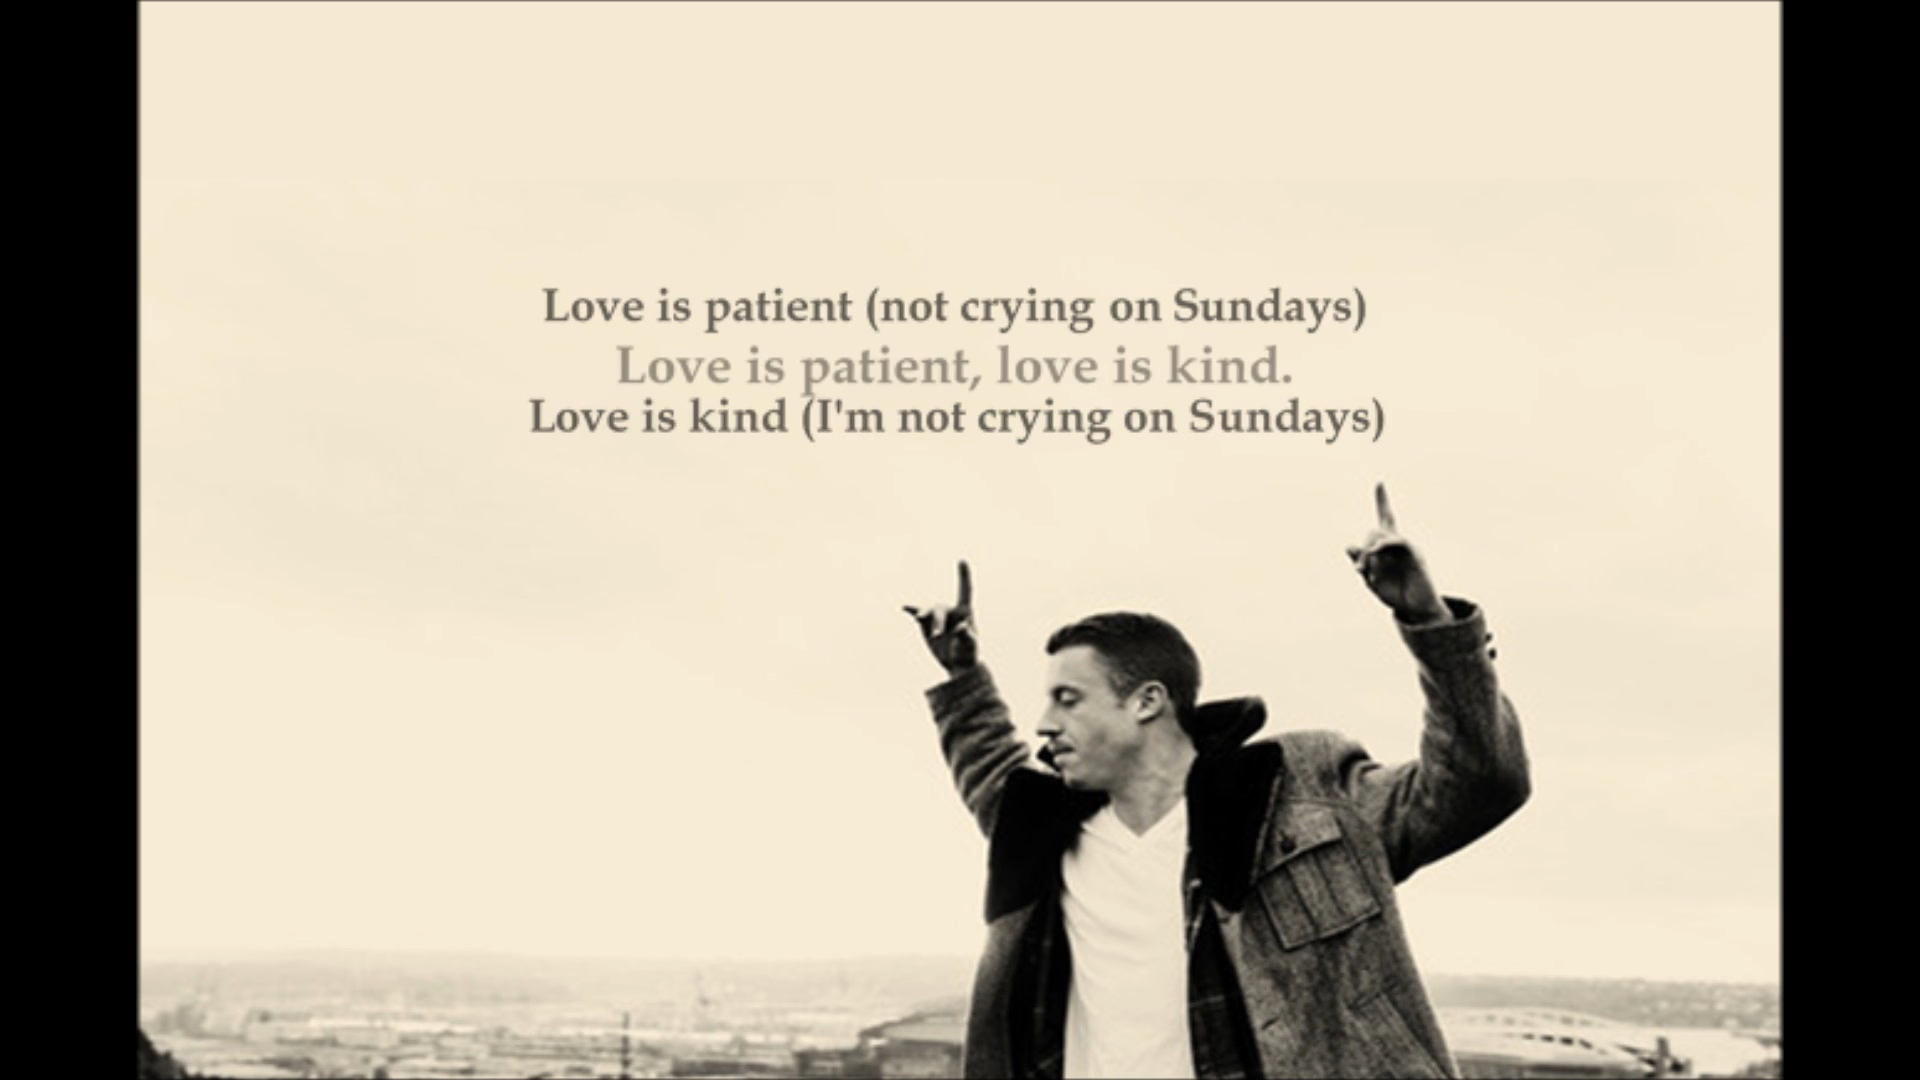 Love is patient (not crying on Sundays)
Love is patient, love is kind.
Love is kind (I'm not crying on Sundays)